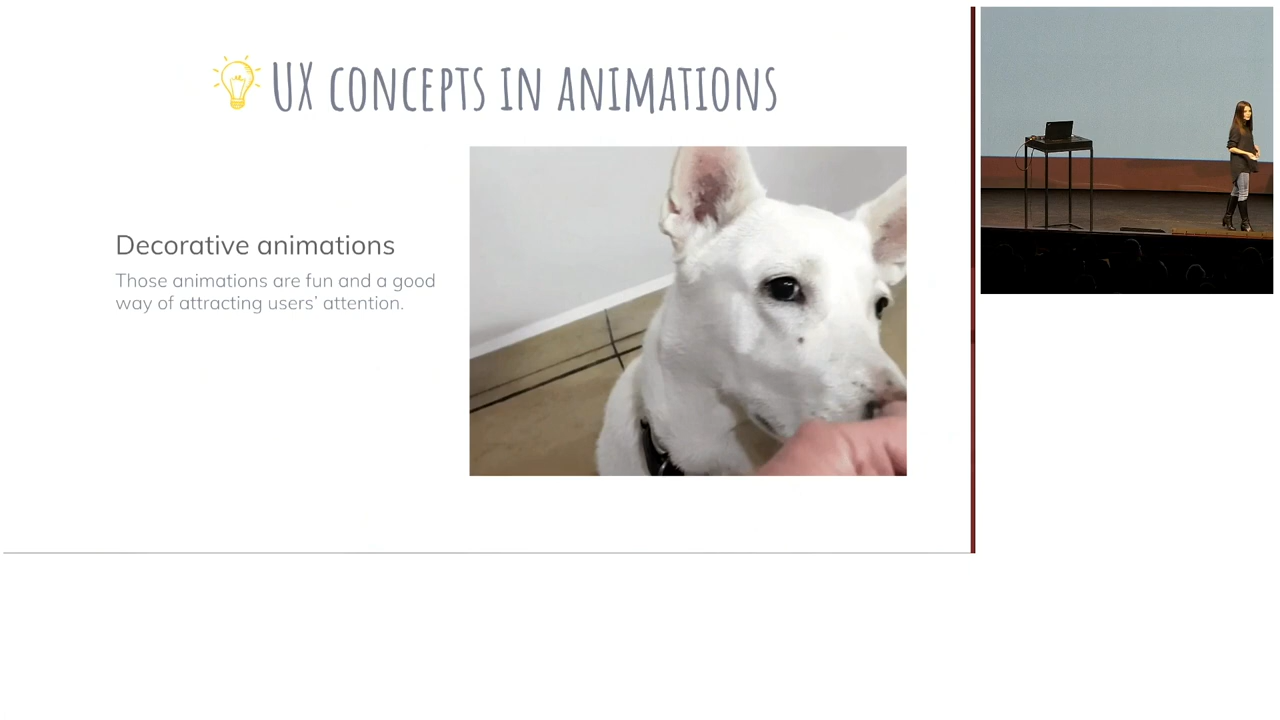 UX CONCEPTS IN ANIMATIONS
Decorative animations
Those animations are fun and a good
way of attracting users’ attention.